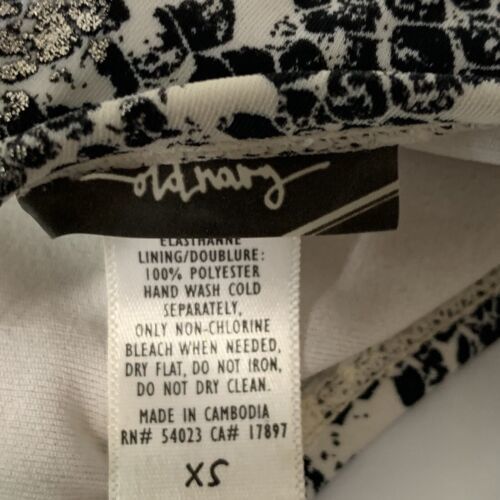 old navy
ELASTHANNE
LINING/DOUBLURE:
100% POLYESTER
HAND WASH COLD
SEPARATELY,
ONLY NON-CHLORINE
BLEACH WHEN NEEDED,
DRY FLAT, DO NOT IRON,
DO NOT DRY CLEAN.
MADE IN CAMBODIA
RN# 54023 CA# 17897
XS